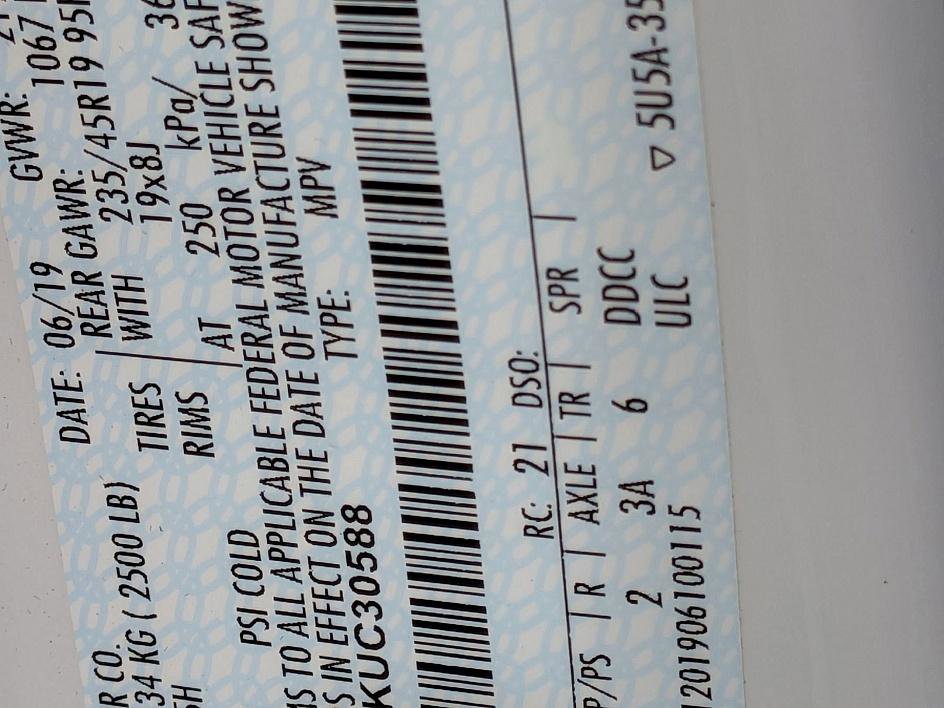 R CO. DATE: 06/19 GVWR:
34 KG ( 2500 LB) REAR GAWR: 1067
TIRES WITH 235/45R19 95
RIMS 19x8J
PSI COLD AT 250 kPa/ 36
TO ALL APPLICABLE FEDERAL MOTOR VEHICLE
S IN EFFECT ON THE DATE OF MANUFACTURE SHOW
KUC30588 TYPE: MPV
RC: 21 DSO:
P/PS | R | AXLE | TR | SPR |
2 3A 6 DDCC
1201906100115 ULC ▽ 5U5A-35